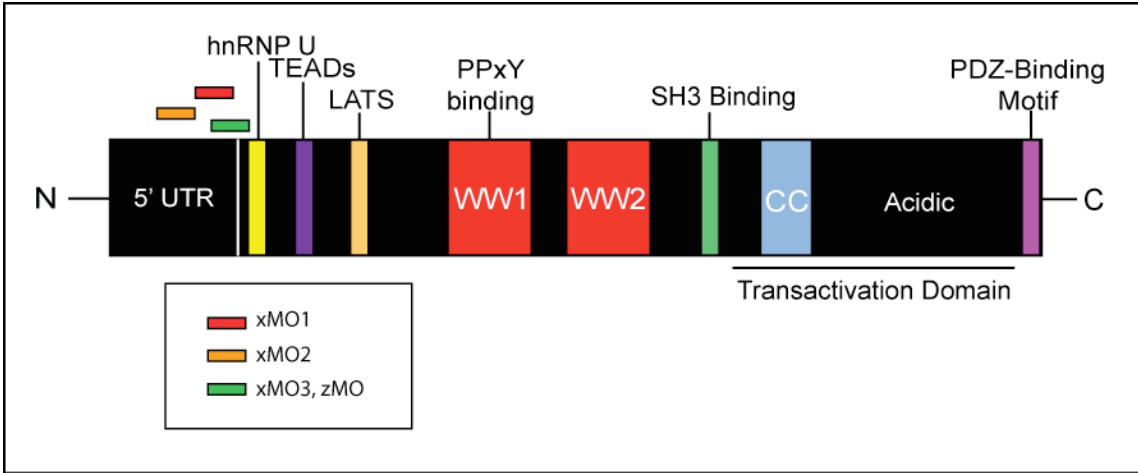 hnRNP U
TEADs
LATS
PPxY
binding
SH3 Binding
PDZ-Binding
Motif
N
5' UTR
WW1
WW2
CC
Acidic
C
Transactivation Domain
xMO1
xMO2
xMO3, zMO